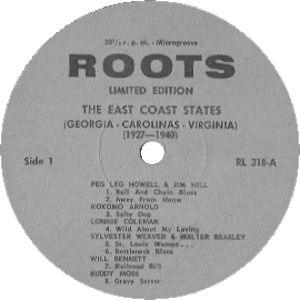 33⅓ r. p. m. - Microgroove
ROOTS
LIMITED EDITION
THE EAST COAST STATES
(GEORGIA - CAROLINAS - VIRGINIA)
(1927—1940)
Side 1
RL 318-A
PEG LEG HOWELL & JIM HILL
1. Ball And Chain Blues
2. Away From Home
KOKOMO ARNOLD
3. Salty Dog
LONNIE COLEMAN
4. Wild About My Loving
SYLVESTER WEAVER & WALTER BEASLEY
5. St. Louis Women...
6. Bottleneck Blues
WILL BENNETT
7. Railroad Bill
BUDDY MOSS
8. Gravy Server